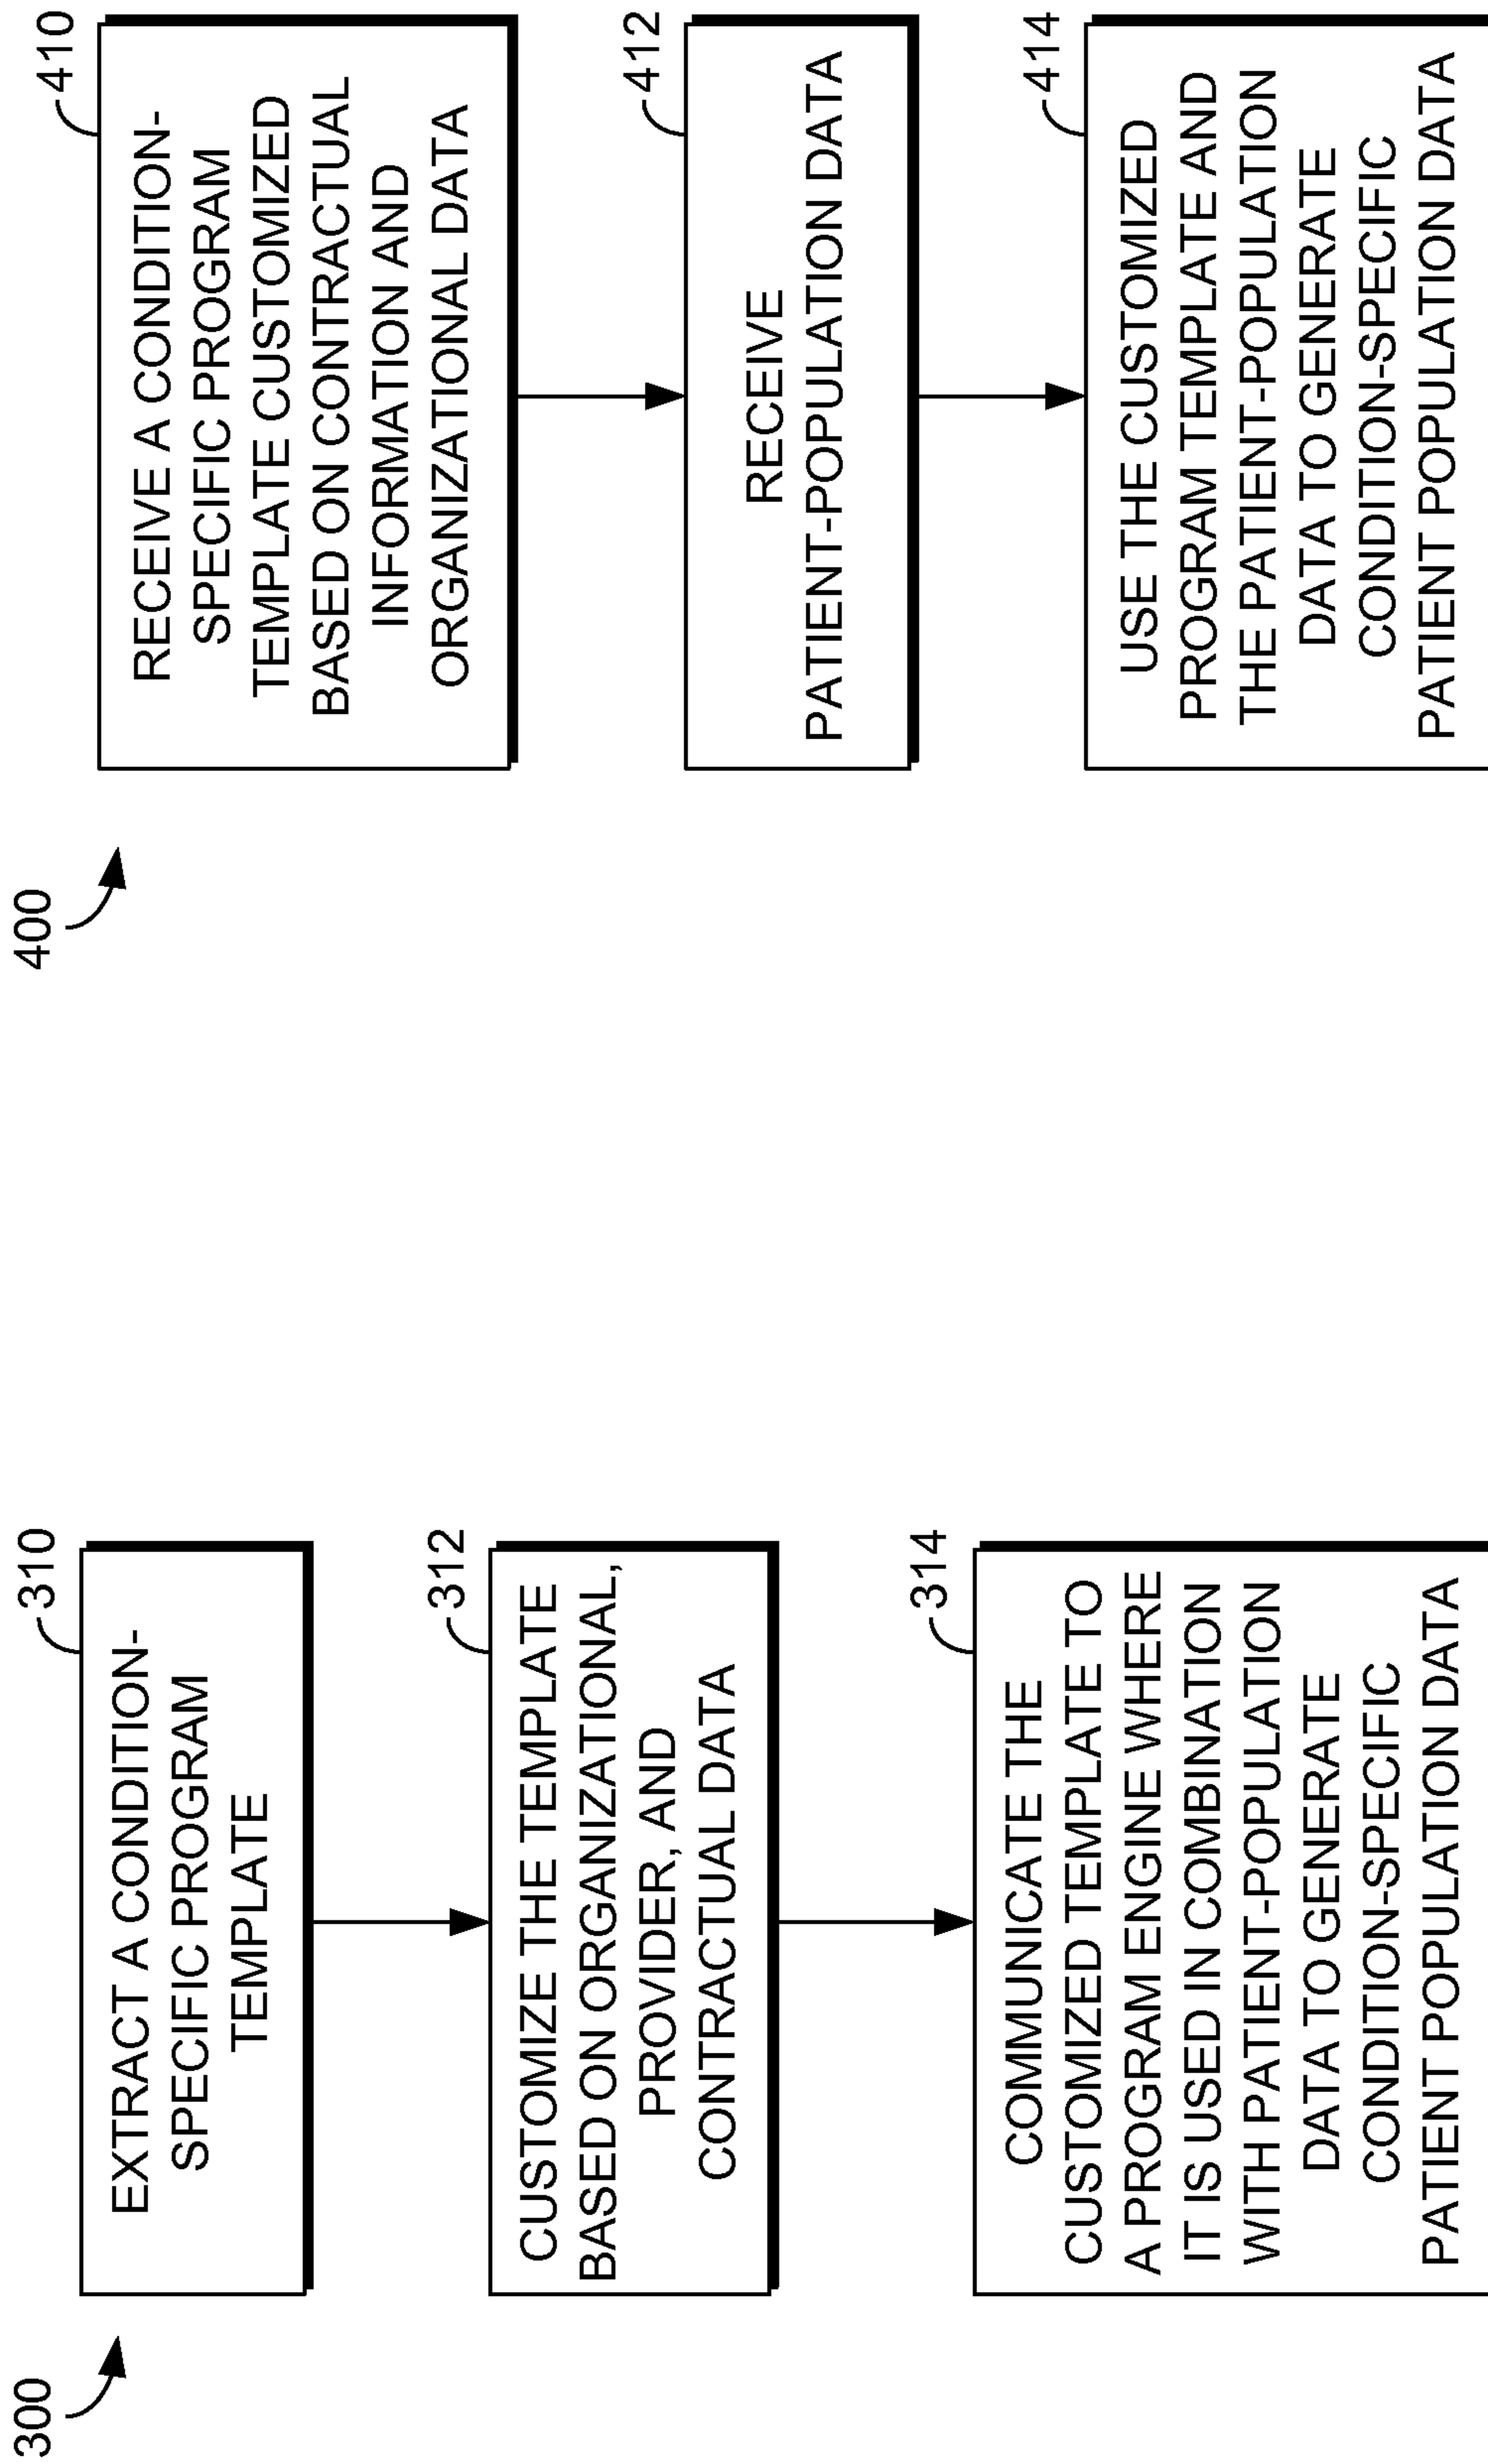 300
310
EXTRACT A CONDITION-
SPECIFIC PROGRAM
TEMPLATE
312
CUSTOMIZE THE TEMPLATE
BASED ON ORGANIZATIONAL,
PROVIDER, AND
CONTRACTUAL DATA
314
COMMUNICATE THE
CUSTOMIZED TEMPLATE TO
A PROGRAM ENGINE WHERE
IT IS USED IN COMBINATION
WITH PATIENT-POPULATION
DATA TO GENERATE
CONDITION-SPECIFIC
PATIENT POPULATION DATA
400
410
RECEIVE A CONDITION-
SPECIFIC PROGRAM
TEMPLATE CUSTOMIZED
BASED ON CONTRACTUAL
INFORMATION AND
ORGANIZATIONAL DATA
412
RECEIVE
PATIENT-POPULATION DATA
414
USE THE CUSTOMIZED
PROGRAM TEMPLATE AND
THE PATIENT-POPULATION
DATA TO GENERATE
CONDITION-SPECIFIC
PATIENT POPULATION DATA